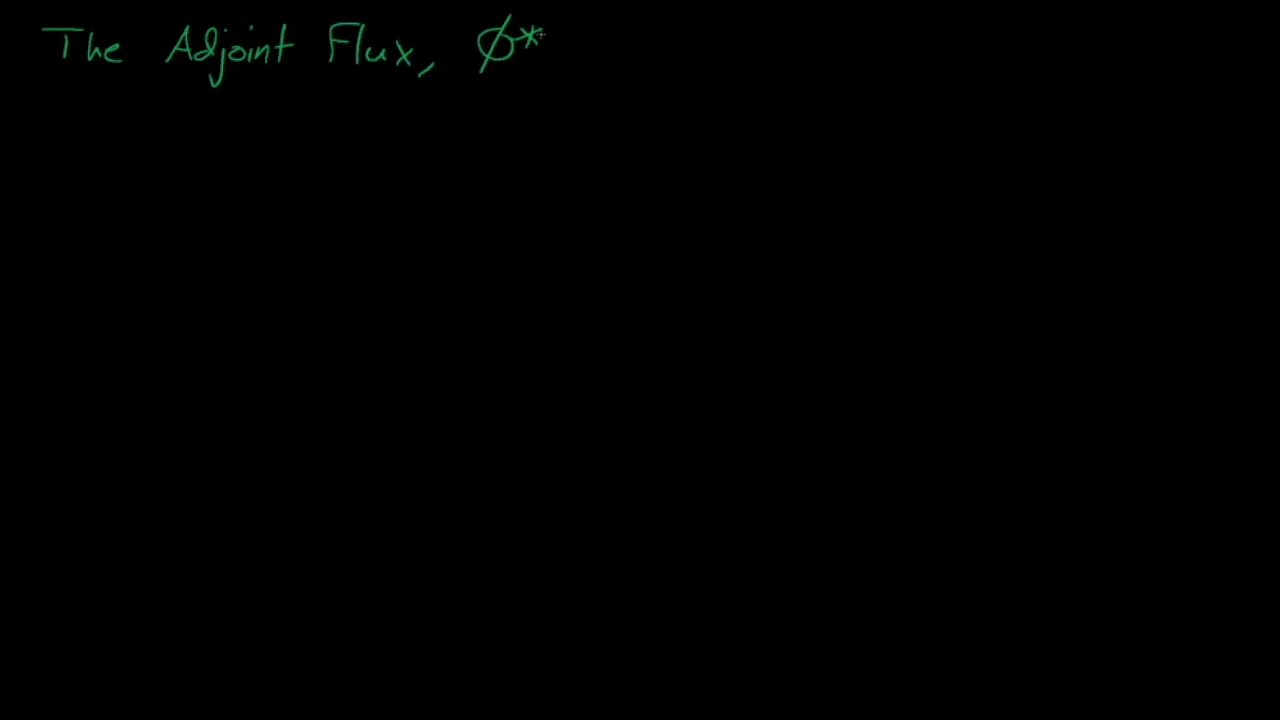 The Adjoint Flux, ϕ*